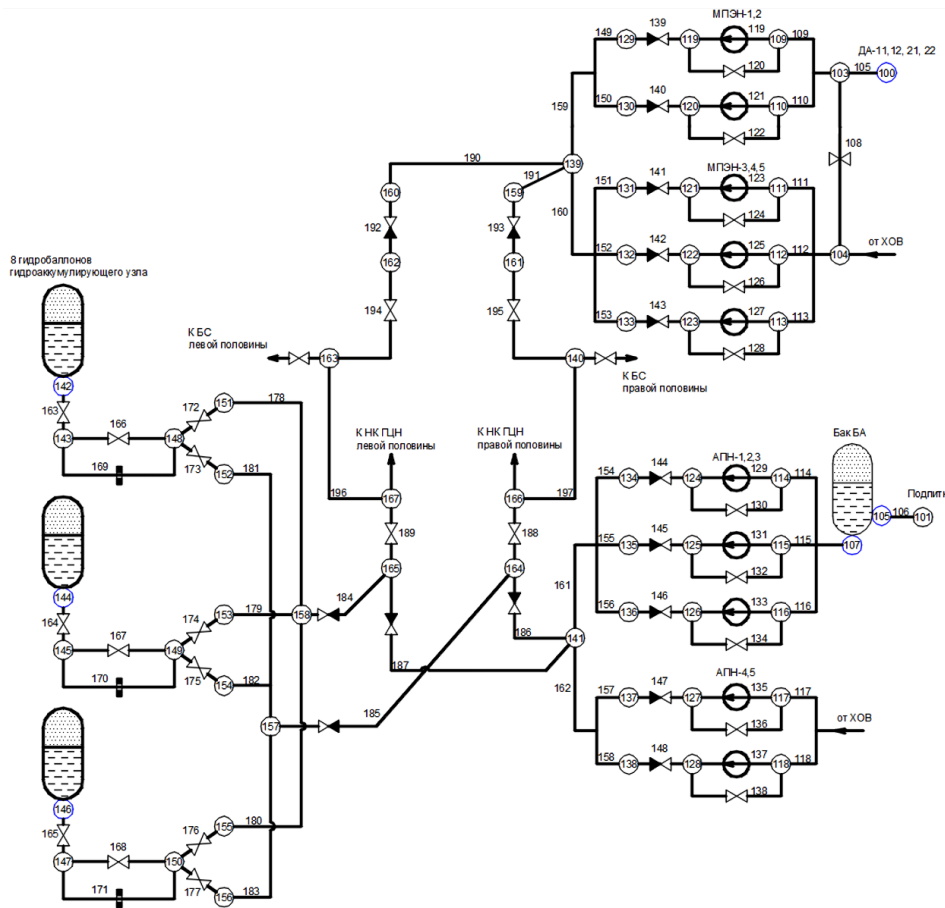 МПЭН-1,2
149 129 139 119 119 109 109
ДА-11,12, 21, 22
103 105 100
120
140
150 130 120 121 110 110
122
159
108
190
139
191
МПЭН-3,4,5
160 159
151 131 141 121 123 111 111
124
192 193
160
142 125
152 132 122 112 112
от ХОВ
104
162 161
126
8 гидробаллонов
гидроаккумулирующего узла
194 195
143 127
153 133 123 113 113
128
К БС
левой половины
163 140
К БС
правой половины
142
163
172 151 178
166
143 148
169
173 152 181
К НК ГЦН
левой половины
К НК ГЦН
правой половины
Бак БА
АПН-1,2,3
154 134 144 124 129 114 114
130
196 167 166 197
Подпитк
105 106 101
189 188
145 131
155 135 125 115 115
107
132
165 164
161
144
164
174 153 179 158 184
167
146 133
156 136 126 116 116
134
145 149
170
175 154 182
186 141
187
162
АПН-4,5
157 137 147 127 135 117 117
136
157 185
от ХОВ
148 137
158 138 128 118 118
138
146
165
176 155 180
168
147 150
171
177 156 183